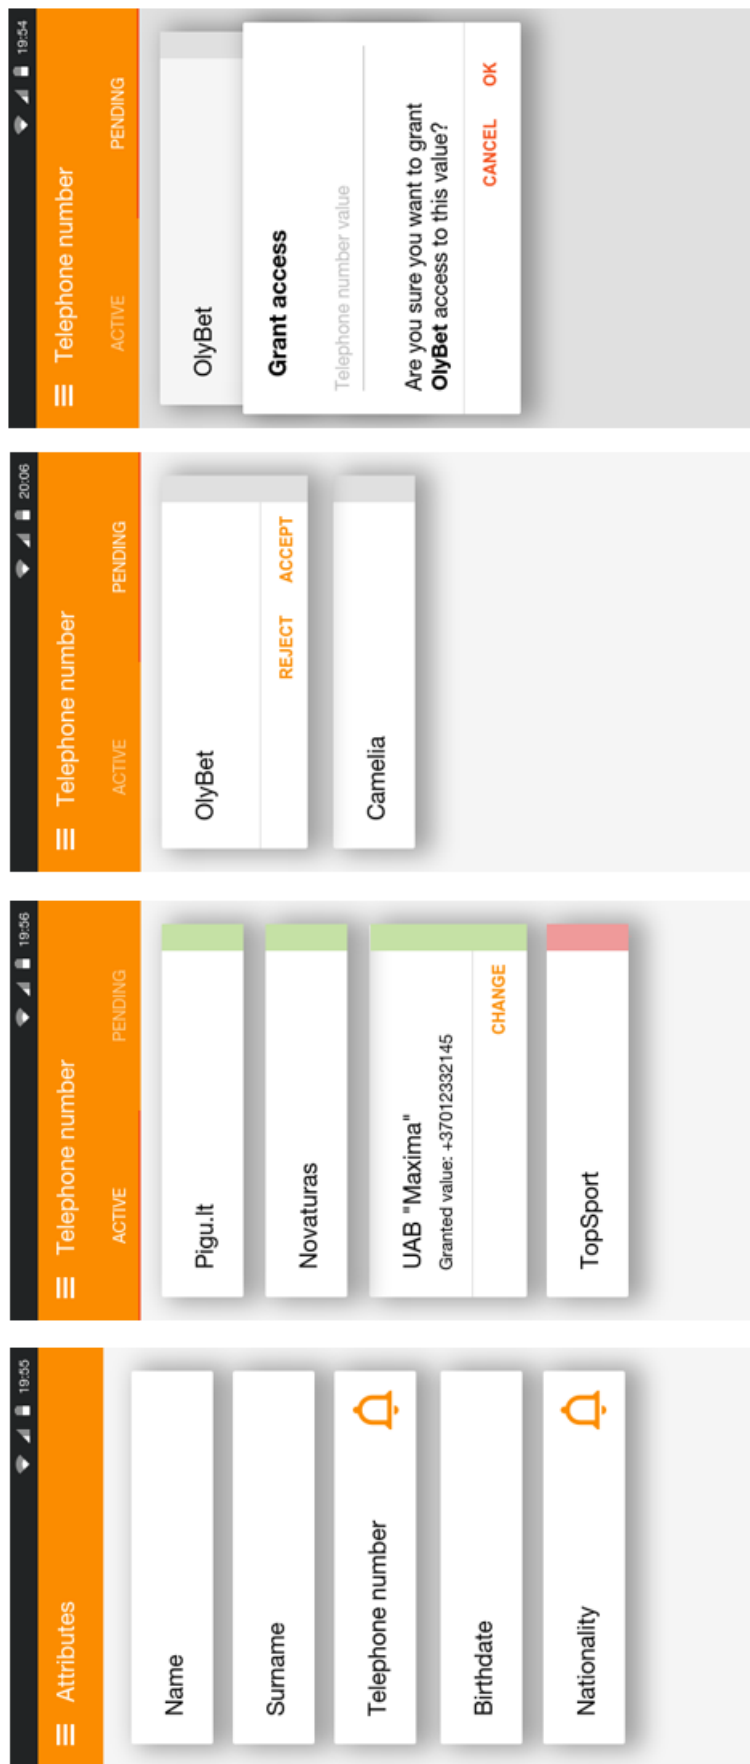 19:55
Attributes
Name
Surname
Telephone number
Birthdate
Nationality
19:56
Telephone number
ACTIVE PENDING
Pigu.lt
Novaturas
UAB "Maxima"
Granted value: +37012332145
CHANGE
TopSport
20:06
Telephone number
ACTIVE PENDING
OlyBet
REJECT ACCEPT
Camelia
19:54
Telephone number
ACTIVE PENDING
OlyBet
Grant access
Telephone number value
Are you sure you want to grant
OlyBet access to this value?
CANCEL OK